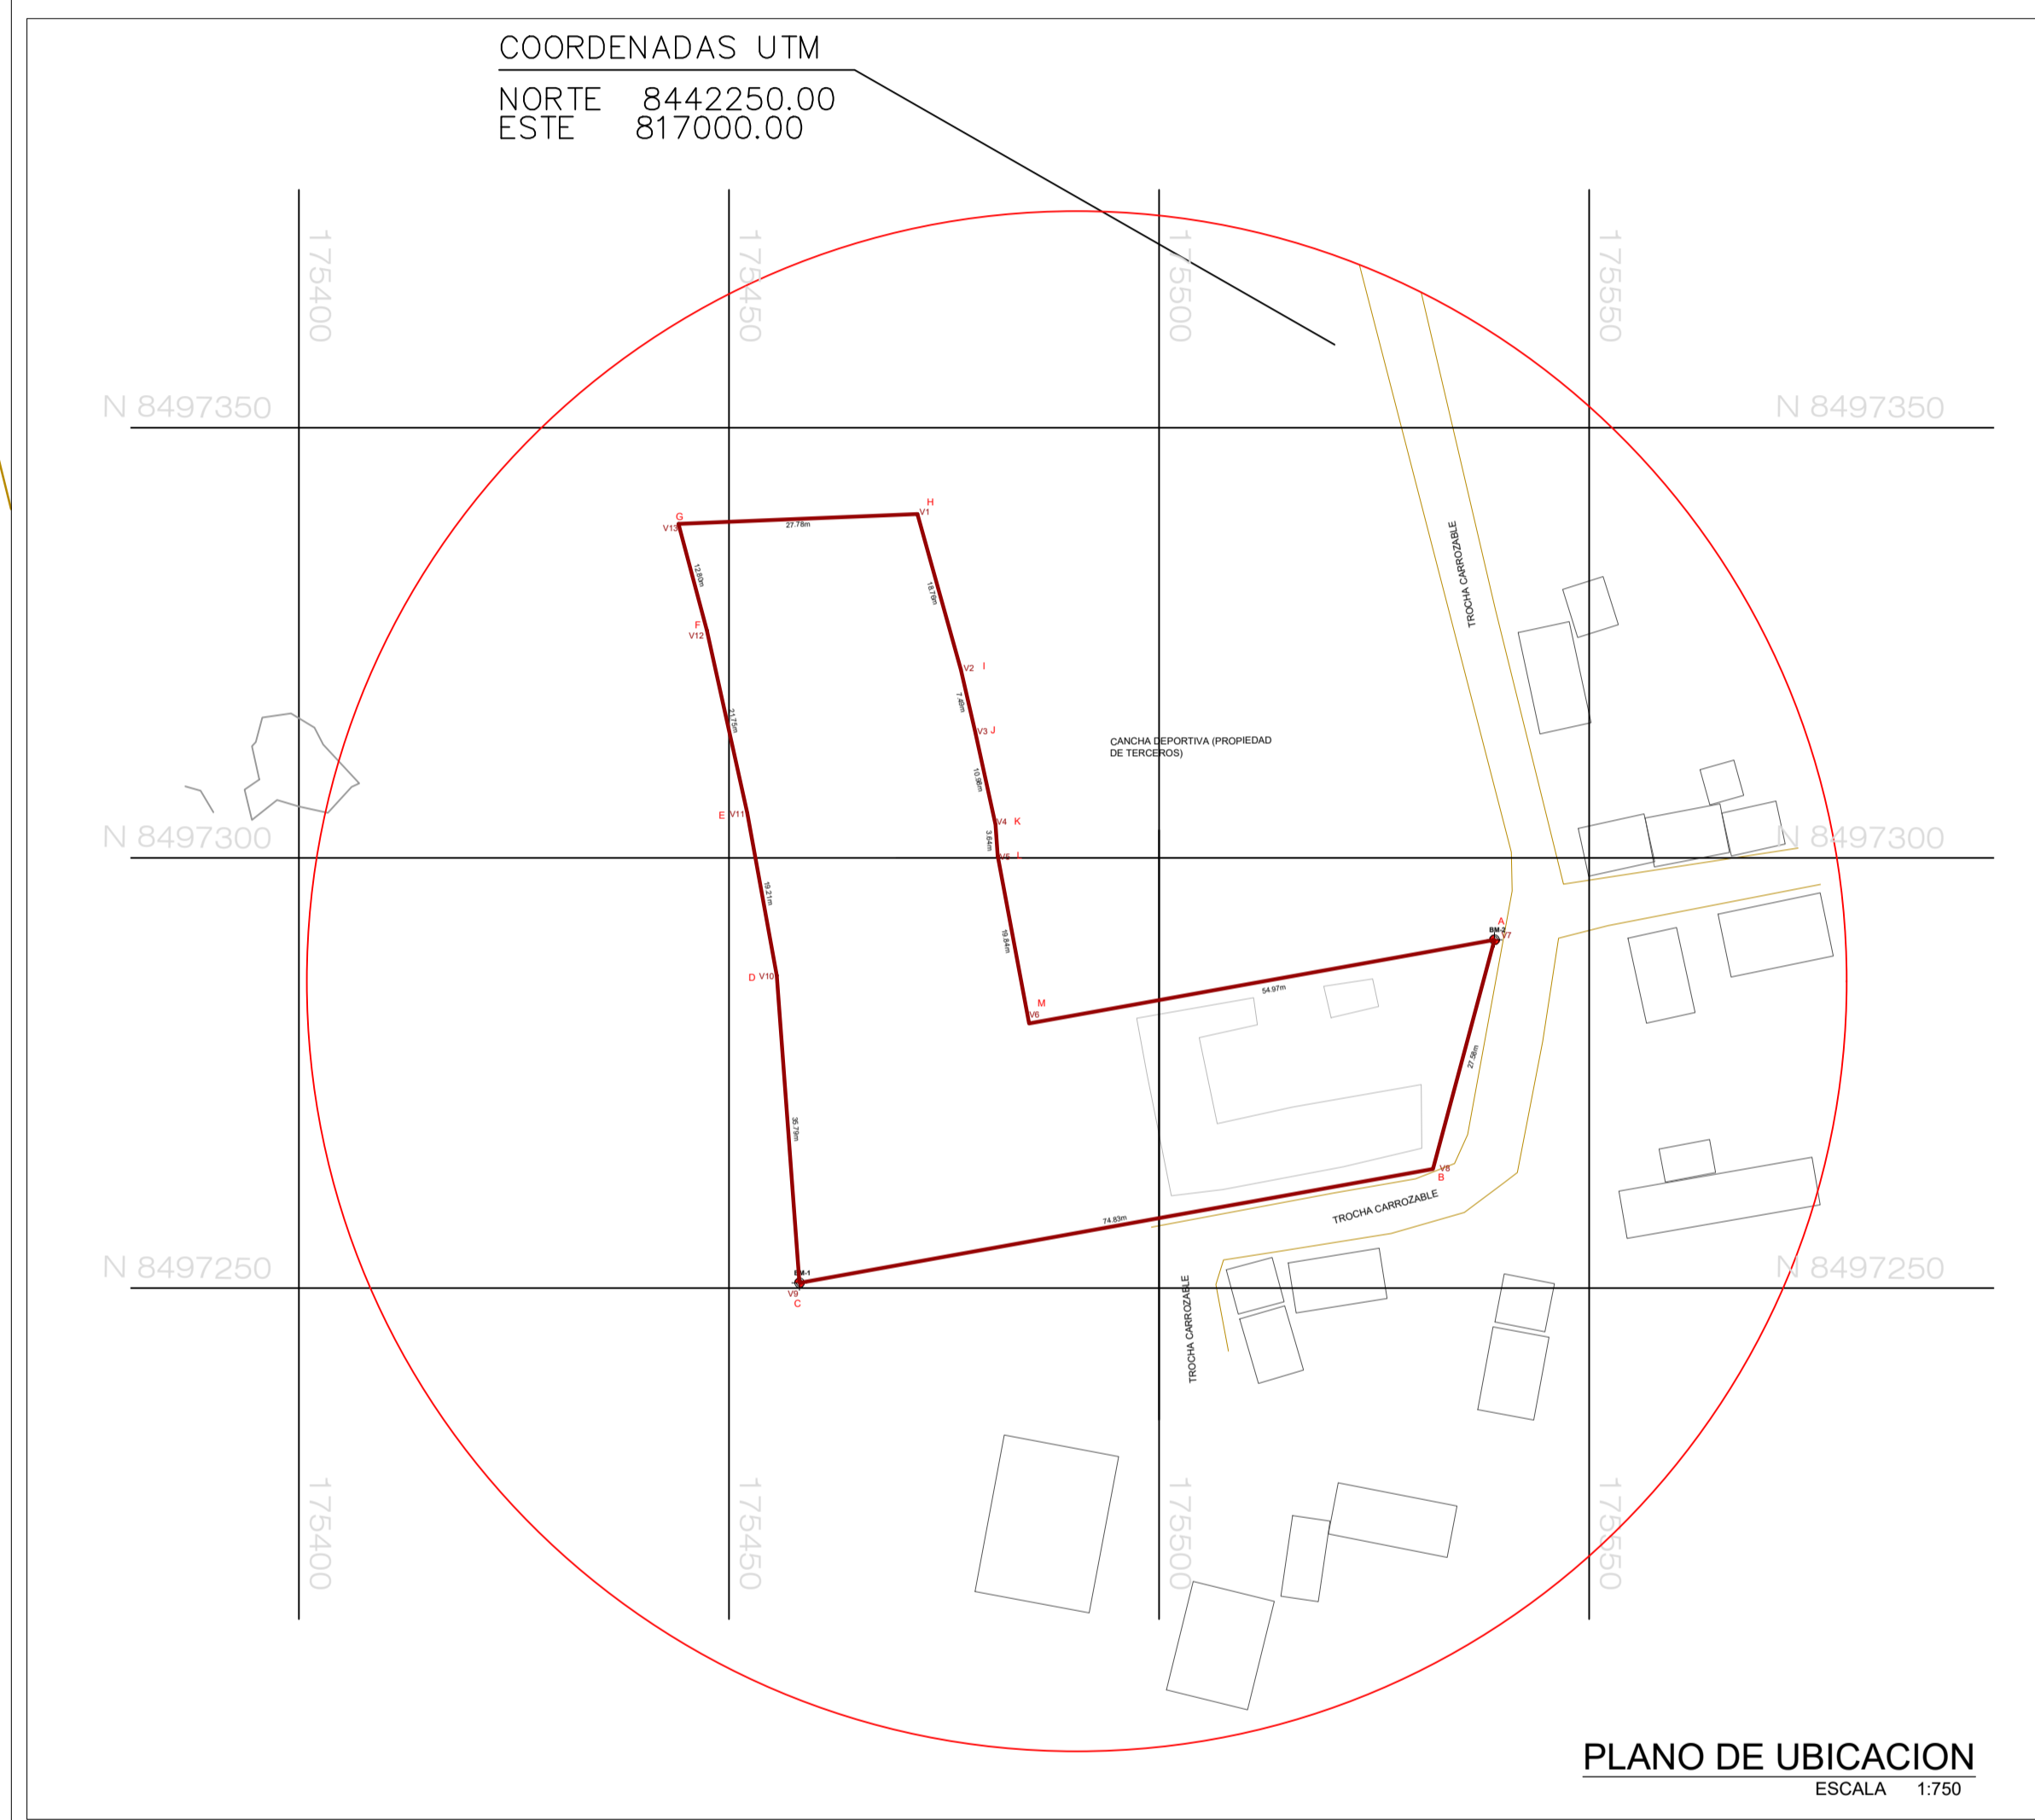 COORDENADAS UTM
NORTE 8442250.00
ESTE 817000.00
175400
175450
175500
175550
N 8497350
N 8497350
G
V13
27.78m
H
V1
12.80m
18.76m
TROCHA CARROZABLE
F
V12
V2 I
7.49m
21.75m
V3 J
CANCHA DEPORTIVA (PROPIEDAD
DE TERCEROS)
10.98m
E V11
V4 K
3.64m
N 8497300
N 8497300
V5 L
19.21m
19.84m
A
BM-2
V7
D V10
54.97m
M
V6
27.58m
35.79m
V8
B
74.83m
TROCHA CARROZABLE
N 8497250
N 8497250
BM-1
V9
C
TROCHA CARROZABLE
175400
175450
175500
175550
PLANO DE UBICACION
ESCALA 1:750